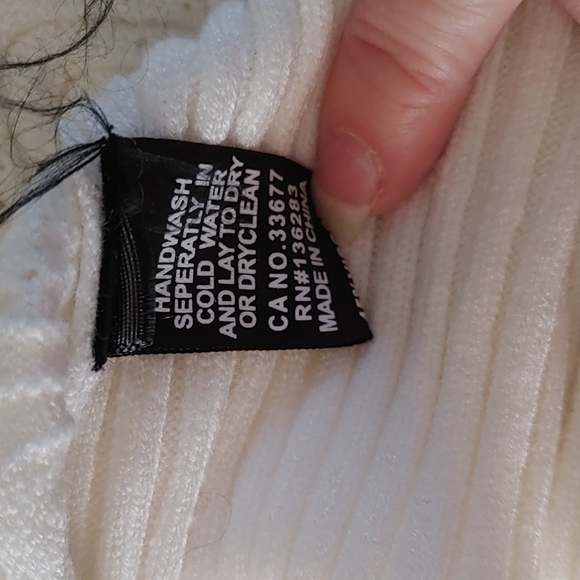 HANDWASH
SEPERATLY IN
COLD WATER
AND LAY TO DRY
OR DRYCLEAN
CA NO.33677
RN#136283
MADE IN CHINA